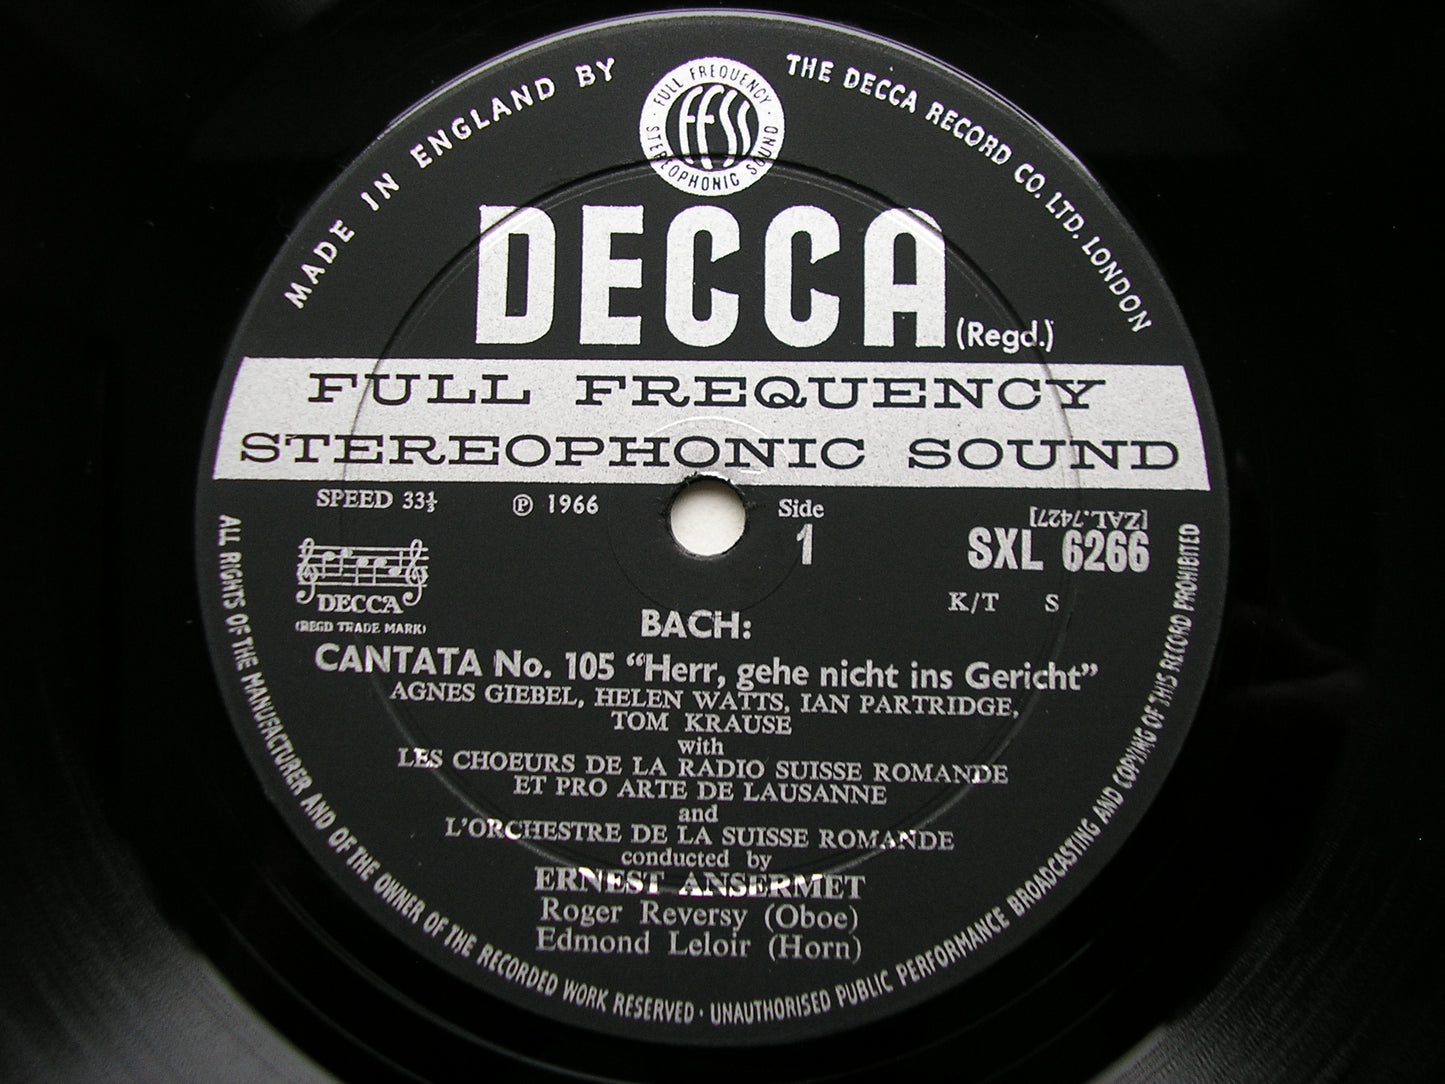 MADE IN ENGLAND BY
THE DECCA RECORD CO. LTD. LONDON
· FULL FREQUENCY · STEREOPHONIC SOUND
FFSS
DECCA (Regd.)
FULL FREQUENCY
STEREOPHONIC SOUND
SPEED 33⅓
℗ 1966
Side
1
[ZAL.7427]
SXL 6266
K/T S
DECCA
(REGD TRADE MARK)
BACH:
CANTATA No. 105 “Herr, gehe nicht ins Gericht”
AGNES GIEBEL, HELEN WATTS, IAN PARTRIDGE,
TOM KRAUSE
with
LES CHOEURS DE LA RADIO SUISSE ROMANDE
ET PRO ARTE DE LAUSANNE
and
L’ORCHESTRE DE LA SUISSE ROMANDE
conducted by
ERNEST ANSERMET
Roger Reversy (Oboe)
Edmond Leloir (Horn)
ALL RIGHTS OF THE MANUFACTURER AND OF THE OWNER OF THE RECORDED WORK RESERVED · UNAUTHORISED PUBLIC PERFORMANCE BROADCASTING AND COPYING OF THIS RECORD PROHIBITED